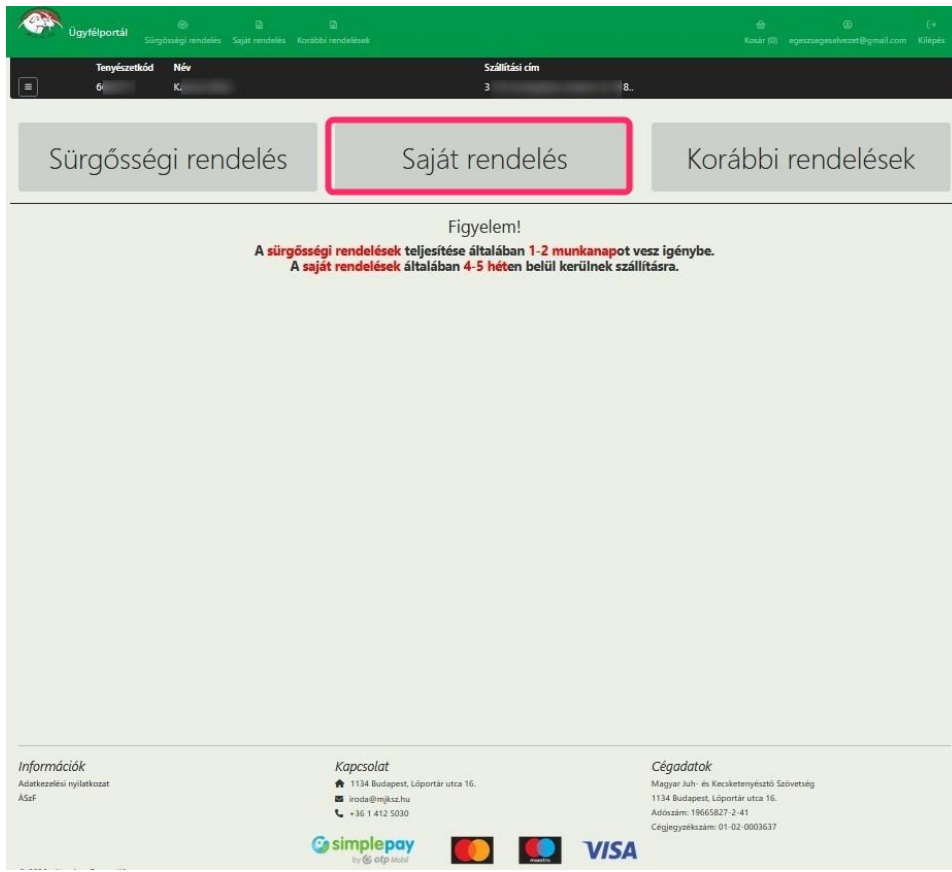 Ügyfélportál
Sürgősségi rendelés Saját rendelés Korábbi rendelések
Kosár (0) egeszsegeselvezet@gmail.com Kilépés
Tenyészetkód Név Szállítási cím
6 K. 3 8..
Sürgősségi rendelés
Saját rendelés
Korábbi rendelések
Figyelem!
A sürgősségi rendelések teljesítése általában 1-2 munkanapot vesz igénybe.
A saját rendelések általában 4-5 héten belül kerülnek szállításra.
Információk
Adatkezelési nyilatkozat
ÁSzF
Kapcsolat
1134 Budapest, Lőportár utca 16.
iroda@mjksz.hu
+36 1 412 5030
Cégadatok
Magyar Juh- és Kecsketenyésztő Szövetség
1134 Budapest, Lőportár utca 16.
Adószám: 19665827-2-41
Cégjegyzékszám: 01-02-0003637
simplepay
by otp Mobil
maestro
VISA